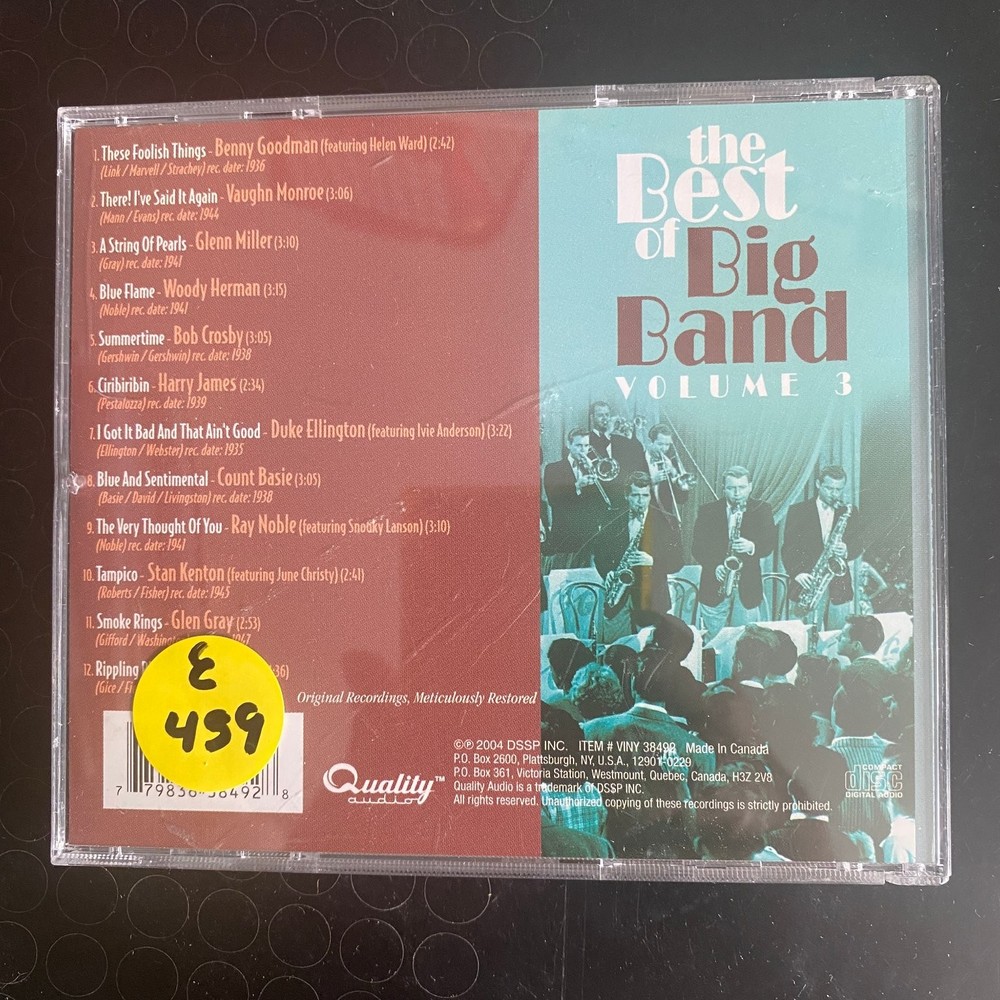 1. These Foolish Things - Benny Goodman (featuring Helen Ward) (2:42)
(Link / Marvell / Strachey) rec. date: 1936
2. There! I've Said It Again - Vaughn Monroe (3:06)
(Mann / Evans) rec. date: 1944
3. A String Of Pearls - Glenn Miller (3:10)
(Gray) rec. date: 1941
4. Blue Flame - Woody Herman (3:15)
(Noble) rec. date: 1941
5. Summertime - Bob Crosby (3:05)
(Gershwin / Gershwin) rec. date: 1938
6. Ciribiribin - Harry James (2:34)
(Pestalozza) rec. date: 1939
7. I Got It Bad And That Ain't Good - Duke Ellington (featuring Ivie Anderson) (3:22)
(Ellington / Webster) rec. date: 1935
8. Blue And Sentimental - Count Basie (3:05)
(Basie / David / Livingston) rec. date: 1938
9. The Very Thought Of You - Ray Noble (featuring Snooky Lanson) (3:10)
(Noble) rec. date: 1941
10. Tampico - Stan Kenton (featuring June Christy) (2:41)
(Roberts / Fisher) rec. date: 1945
11. Smoke Rings - Glen Gray (2:53)
(Gifford /
12. Rippling
(Gice /
Original Recordings, Meticulously Restored
£
459
7
8
Quality™
audio
the
Best
of
Big
Band
VOLUME 3
©℗ 2004 DSSP INC. ITEM # VINY 38492 Made In Canada
P.O. Box 2600, Plattsburgh, NY, U.S.A., 12901-0229
P.O. Box 361, Victoria Station, Westmount, Quebec, Canada, H3Z 2V8
Quality Audio is a trademark of DSSP INC.
All rights reserved. Unauthorized copying of these recordings is strictly prohibited.
COMPACT
disc
DIGITAL AUDIO